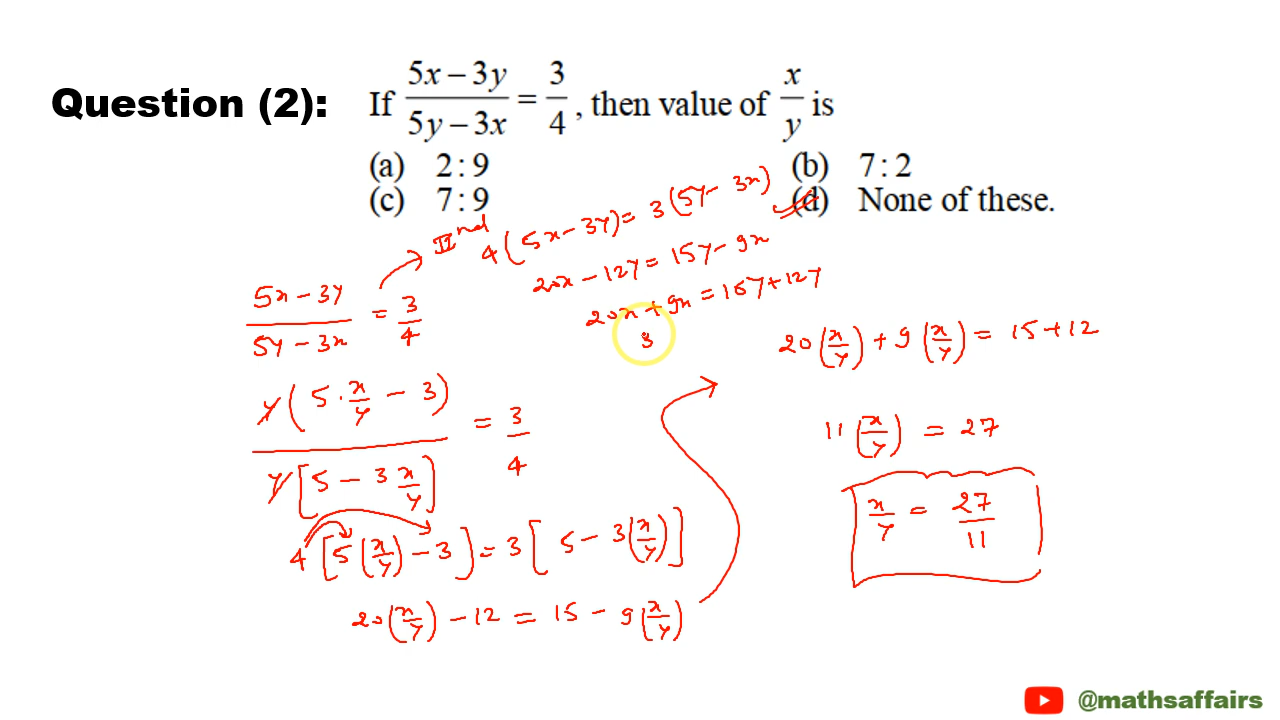 Question (2): If (5x – 3y)/(5y – 3x) = 3/4, then value of x/y is
(a) 2 : 9 (b) 7 : 2
(c) 7 : 9 (d) None of these.
IInd 4(5x – 3y) = 3(5y – 3x)
20x – 12y = 15y – 9x
20x + 9x = 15y + 12y
3
(5x – 3y)/(5y – 3x) = 3/4
y(5 · x/y – 3)/y[5 – 3 x/y] = 3/4
4[5(x/y) – 3] = 3[5 – 3(x/y)]
20(x/y) – 12 = 15 – 9(x/y)
20(x/y) + 9(x/y) = 15 + 12
11(x/y) = 27
x/y = 27/11
@mathsaffairs